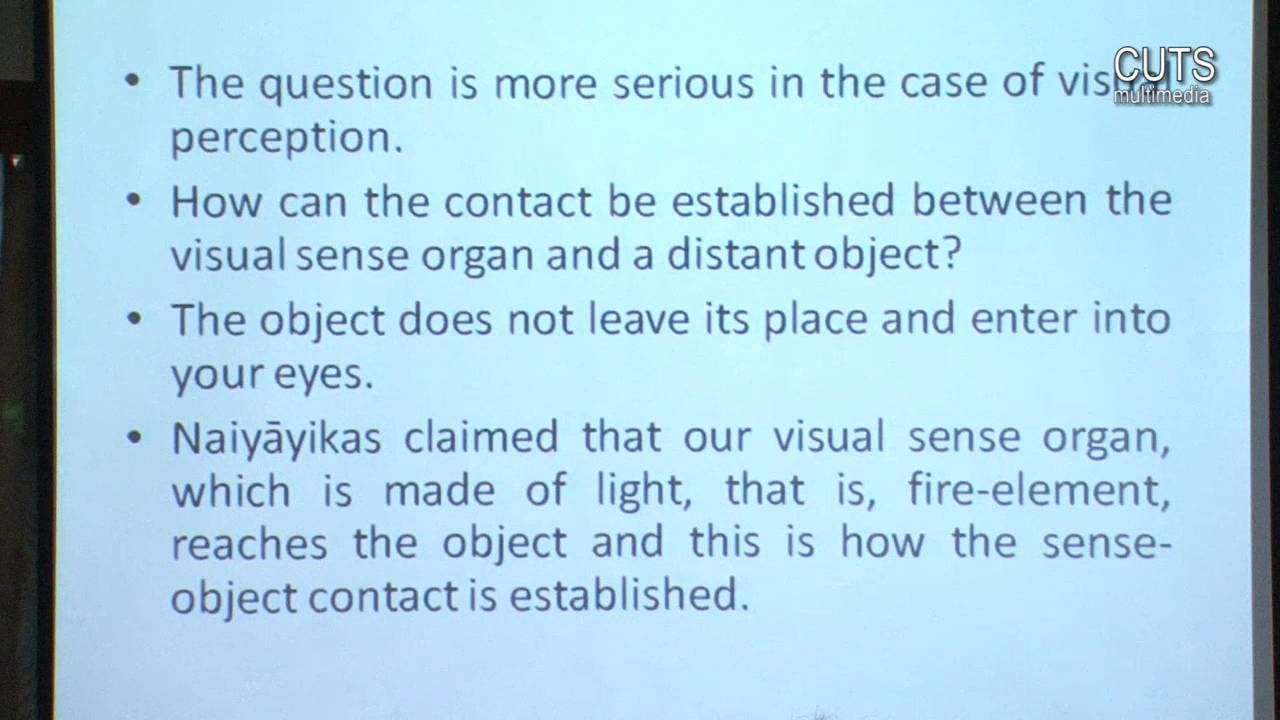 CUTS
multimedia
• The question is more serious in the case of
perception.
• How can the contact be established between the
visual sense organ and a distant object?
• The object does not leave its place and enter into
your eyes.
• Naiyāyikas claimed that our visual sense organ,
which is made of light, that is, fire-element,
reaches the object and this is how the sense-
object contact is established.